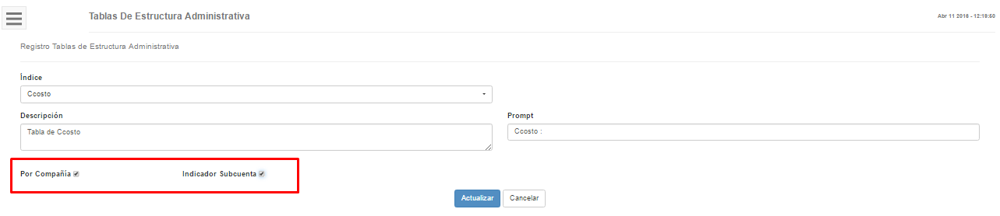 Tablas De Estructura Administrativa
Abr 11 2016 - 12:19:50
Registro Tablas de Estructura Administrativa
Índice
Ccosto
Descripción
Prompt
Tabla de Ccosto
Ccosto :
Por Compañía
Indicador Subcuenta
Actualizar
Cancelar